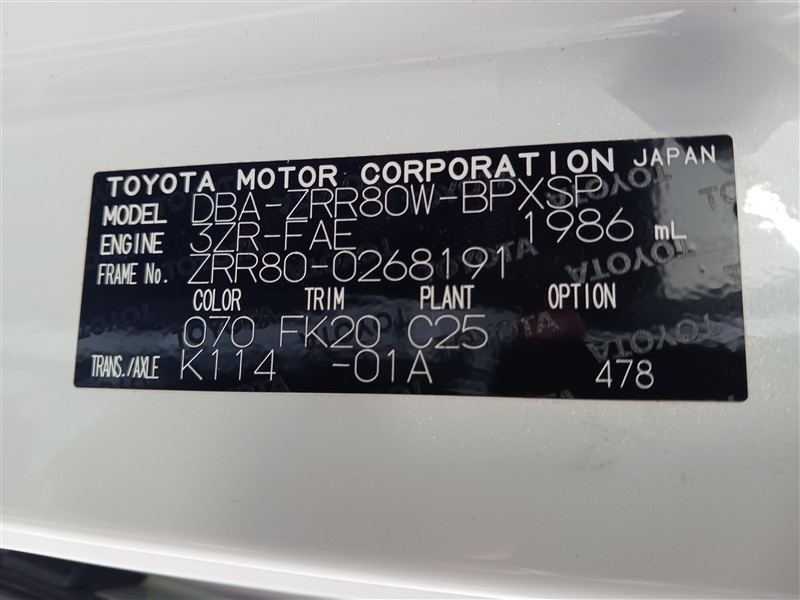 TOYOTA MOTOR CORPORATION JAPAN
MODEL DBA-ZRR80W-BPXSP
ENGINE 3ZR-FAE 1986 mL
FRAME No. ZRR80-0268191
COLOR TRIM PLANT OPTION
070 FK20 C25
TRANS./AXLE K114 -01A 478